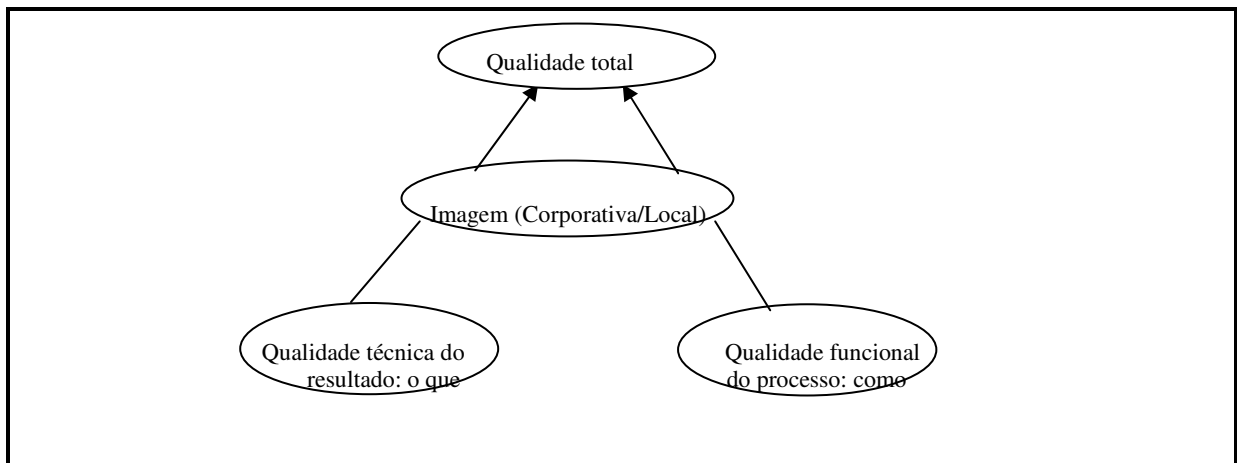 Qualidade total
Imagem (Corporativa/Local)
Qualidade técnica do
resultado: o que
Qualidade funcional
do processo: como